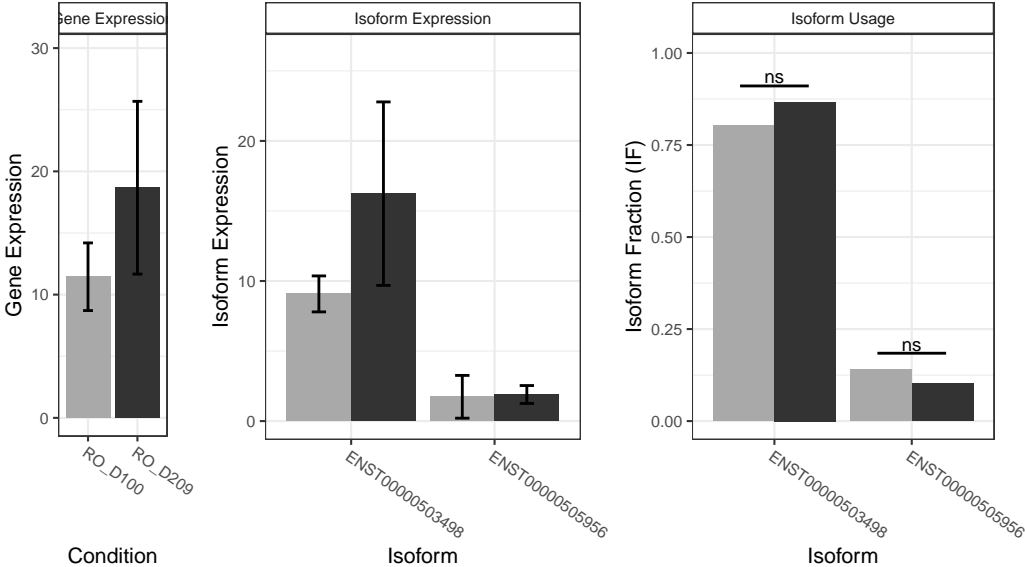 Gene Expression
Gene Expression
30
20
10
0
RO_D100
RO_D209
Condition
Isoform Expression
Isoform Expression
20
10
0
ENST00000503498
ENST00000505956
Isoform
Isoform Usage
Isoform Fraction (IF)
1.00
0.75
0.50
0.25
0.00
ns
ns
ENST00000503498
ENST00000505956
Isoform